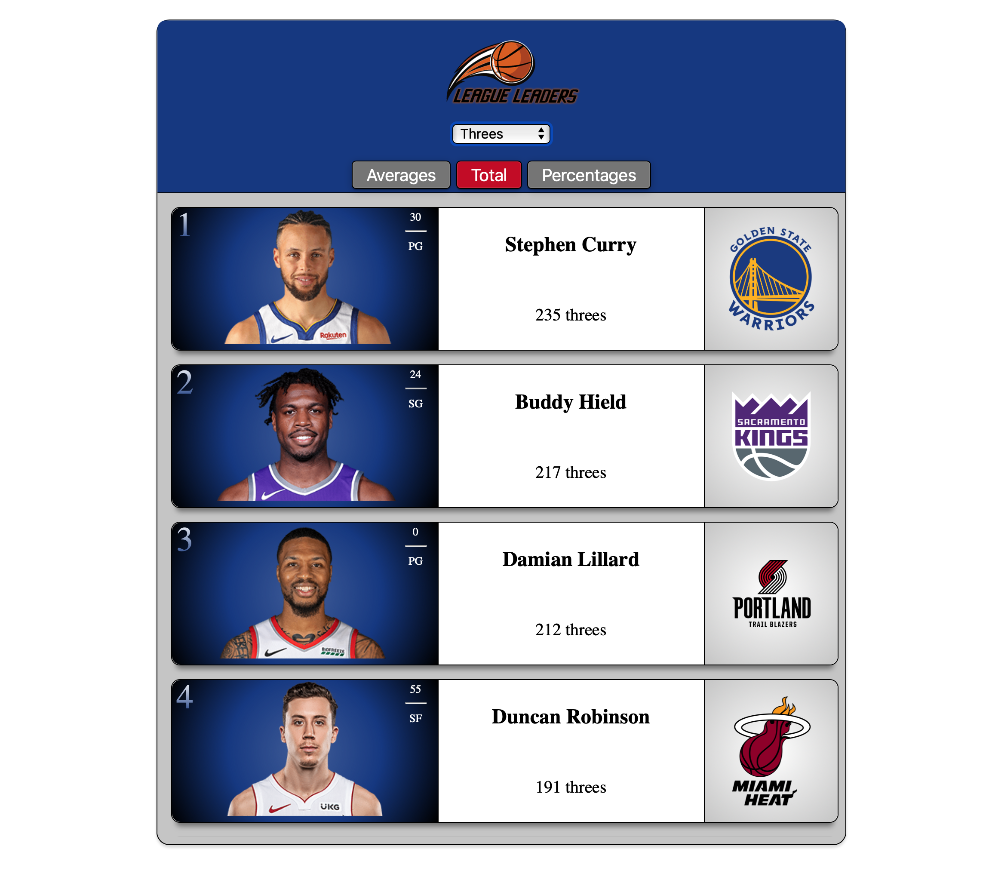 LEAGUE LEADERS
Threes
Averages Total Percentages
1
30
PG
Rakuten
Stephen Curry
235 threes
GOLDEN STATE
WARRIORS
2
24
SG
Buddy Hield
217 threes
SACRAMENTO
KINGS
3
0
PG
Damian Lillard
212 threes
PORTLAND
TRAIL BLAZERS
4
55
SF
UKG
Duncan Robinson
191 threes
MIAMI
HEAT